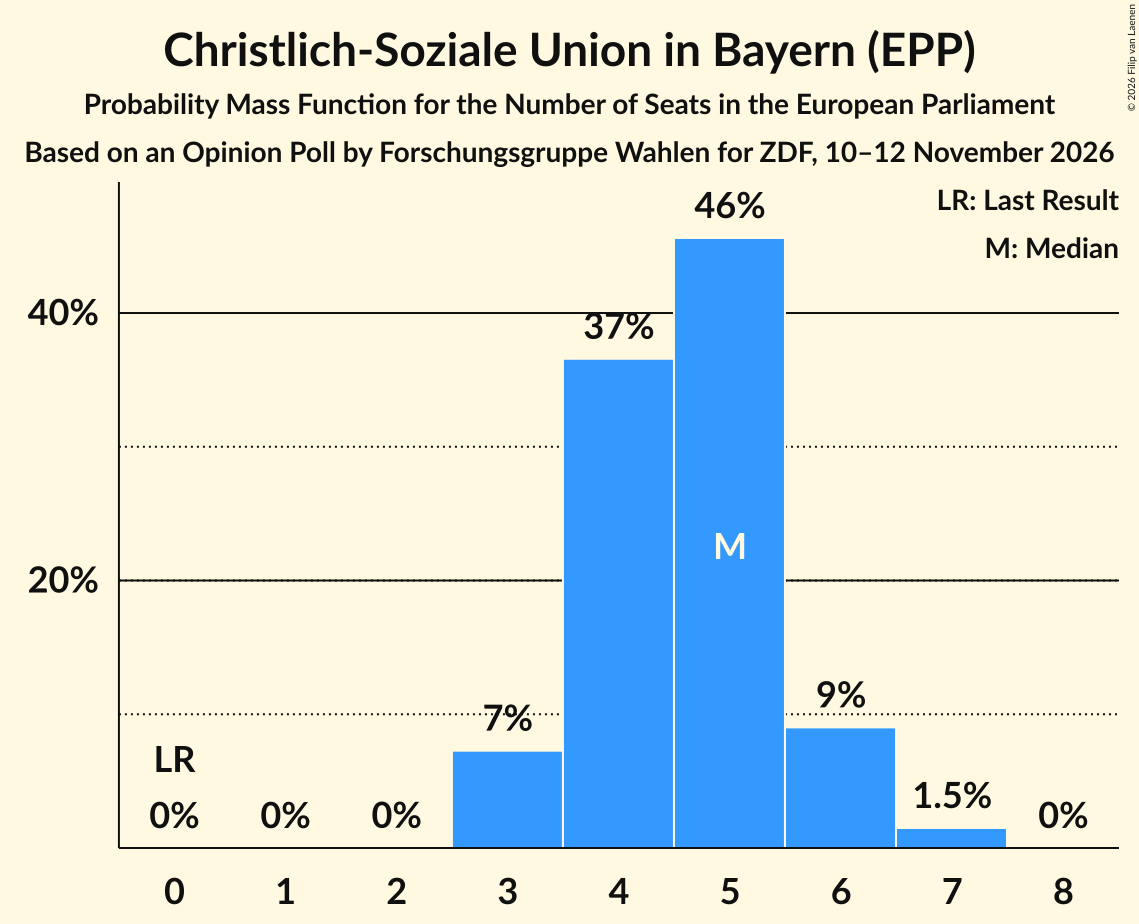 Christlich-Soziale Union in Bayern (EPP)
Probability Mass Function for the Number of Seats in the European Parliament
Based on an Opinion Poll by Forschungsgruppe Wahlen for ZDF, 10–12 November 2026
© 2026 Filip van Laenen
LR: Last Result
M: Median
46%
40%
37%
M
20%
9%
7%
LR
1.5%
0%
0%
0%
0%
0 1 2 3 4 5 6 7 8